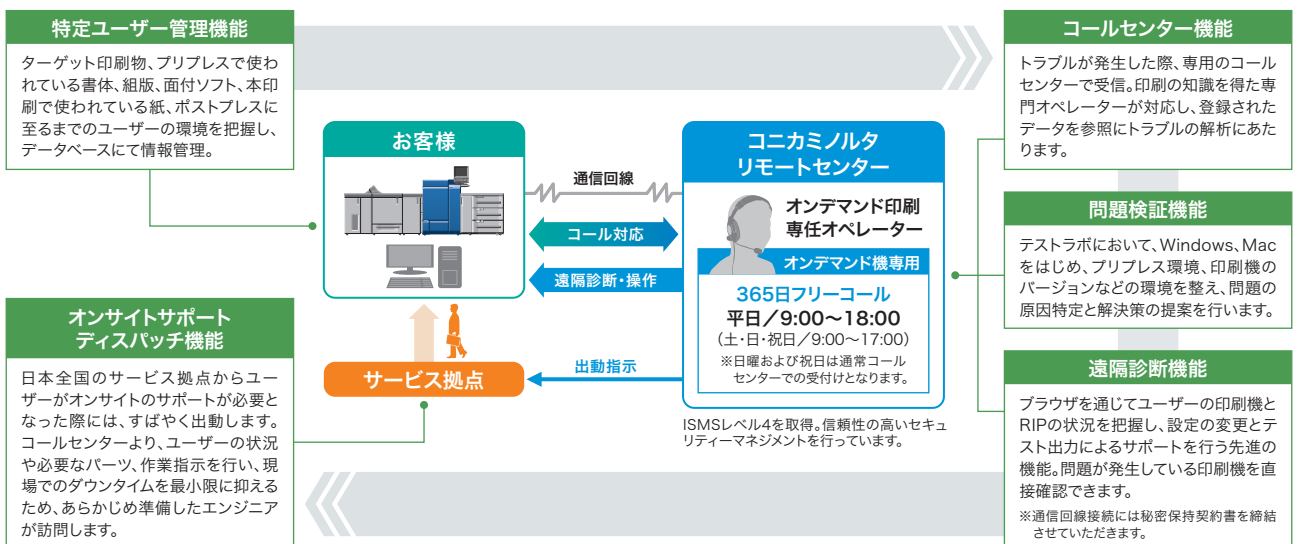 特定ユーザー管理機能
ターゲット印刷物、プリプレスで使わ
れている書体、組版、面付ソフト、本印
刷で使われている紙、ポストプレスに
至るまでのユーザーの環境を把握し、
データベースにて情報管理。
オンサイトサポート
ディスパッチ機能
日本全国のサービス拠点からユー
ザーがオンサイトのサポートが必要と
なった際には、すばやく出動します。
コールセンターより、ユーザーの状況
や必要なパーツ、作業指示を行い、現
場でのダウンタイムを最小限に抑える
ため、あらかじめ準備したエンジニア
が訪問します。
お客様
通信回線
コール対応
遠隔診断・操作
サービス拠点
出動指示
コニカミノルタ
リモートセンター
オンデマンド印刷
専任オペレーター
オンデマンド機専用
365日フリーコール
平日／9:00～18:00
（土・日・祝日／9:00～17:00）
※日曜および祝日は通常コール
センターでの受付けとなります。
ISMSレベル4を取得。信頼性の高いセキュ
リティーマネジメントを行っています。
コールセンター機能
トラブルが発生した際、専用のコール
センターで受信。印刷の知識を得た専
門オペレーターが対応し、登録された
データを参照にトラブルの解析にあた
ります。
問題検証機能
テストラボにおいて、Windows、Mac
をはじめ、プリプレス環境、印刷機の
バージョンなどの環境を整え、問題の
原因特定と解決策の提案を行います。
遠隔診断機能
ブラウザを通じてユーザーの印刷機と
RIPの状況を把握し、設定の変更とテ
スト出力によるサポートを行う先進の
機能。問題が発生している印刷機を直
接確認できます。
※通信回線接続には秘密保持契約書を締結
させていただきます。